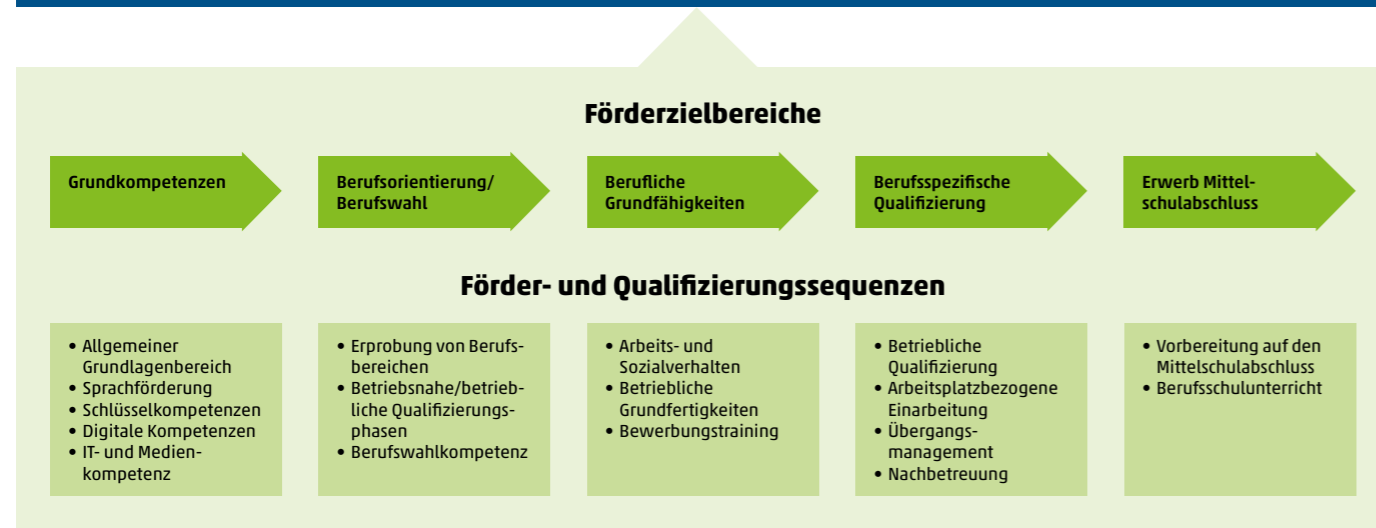 Förderzielbereiche
Grundkompetenzen
Berufsorientierung/
Berufswahl
Berufliche
Grundfähigkeiten
Berufsspezifische
Qualifizierung
Erwerb Mittel-
schulabschluss
Förder- und Qualifizierungssequenzen
• Allgemeiner
Grundlagenbereich
• Sprachförderung
• Schlüsselkompetenzen
• Digitale Kompetenzen
• IT- und Medien-
kompetenz
• Erprobung von Berufs-
bereichen
• Betriebsnahe/betrieb-
liche Qualifizierungs-
phasen
• Berufswahlkompetenz
• Arbeits- und
Sozialverhalten
• Betriebliche
Grundfertigkeiten
• Bewerbungstraining
• Betriebliche
Qualifizierung
• Arbeitsplatzbezogene
Einarbeitung
• Übergangs-
management
• Nachbetreuung
• Vorbereitung auf den
Mittelschulabschluss
• Berufsschulunterricht